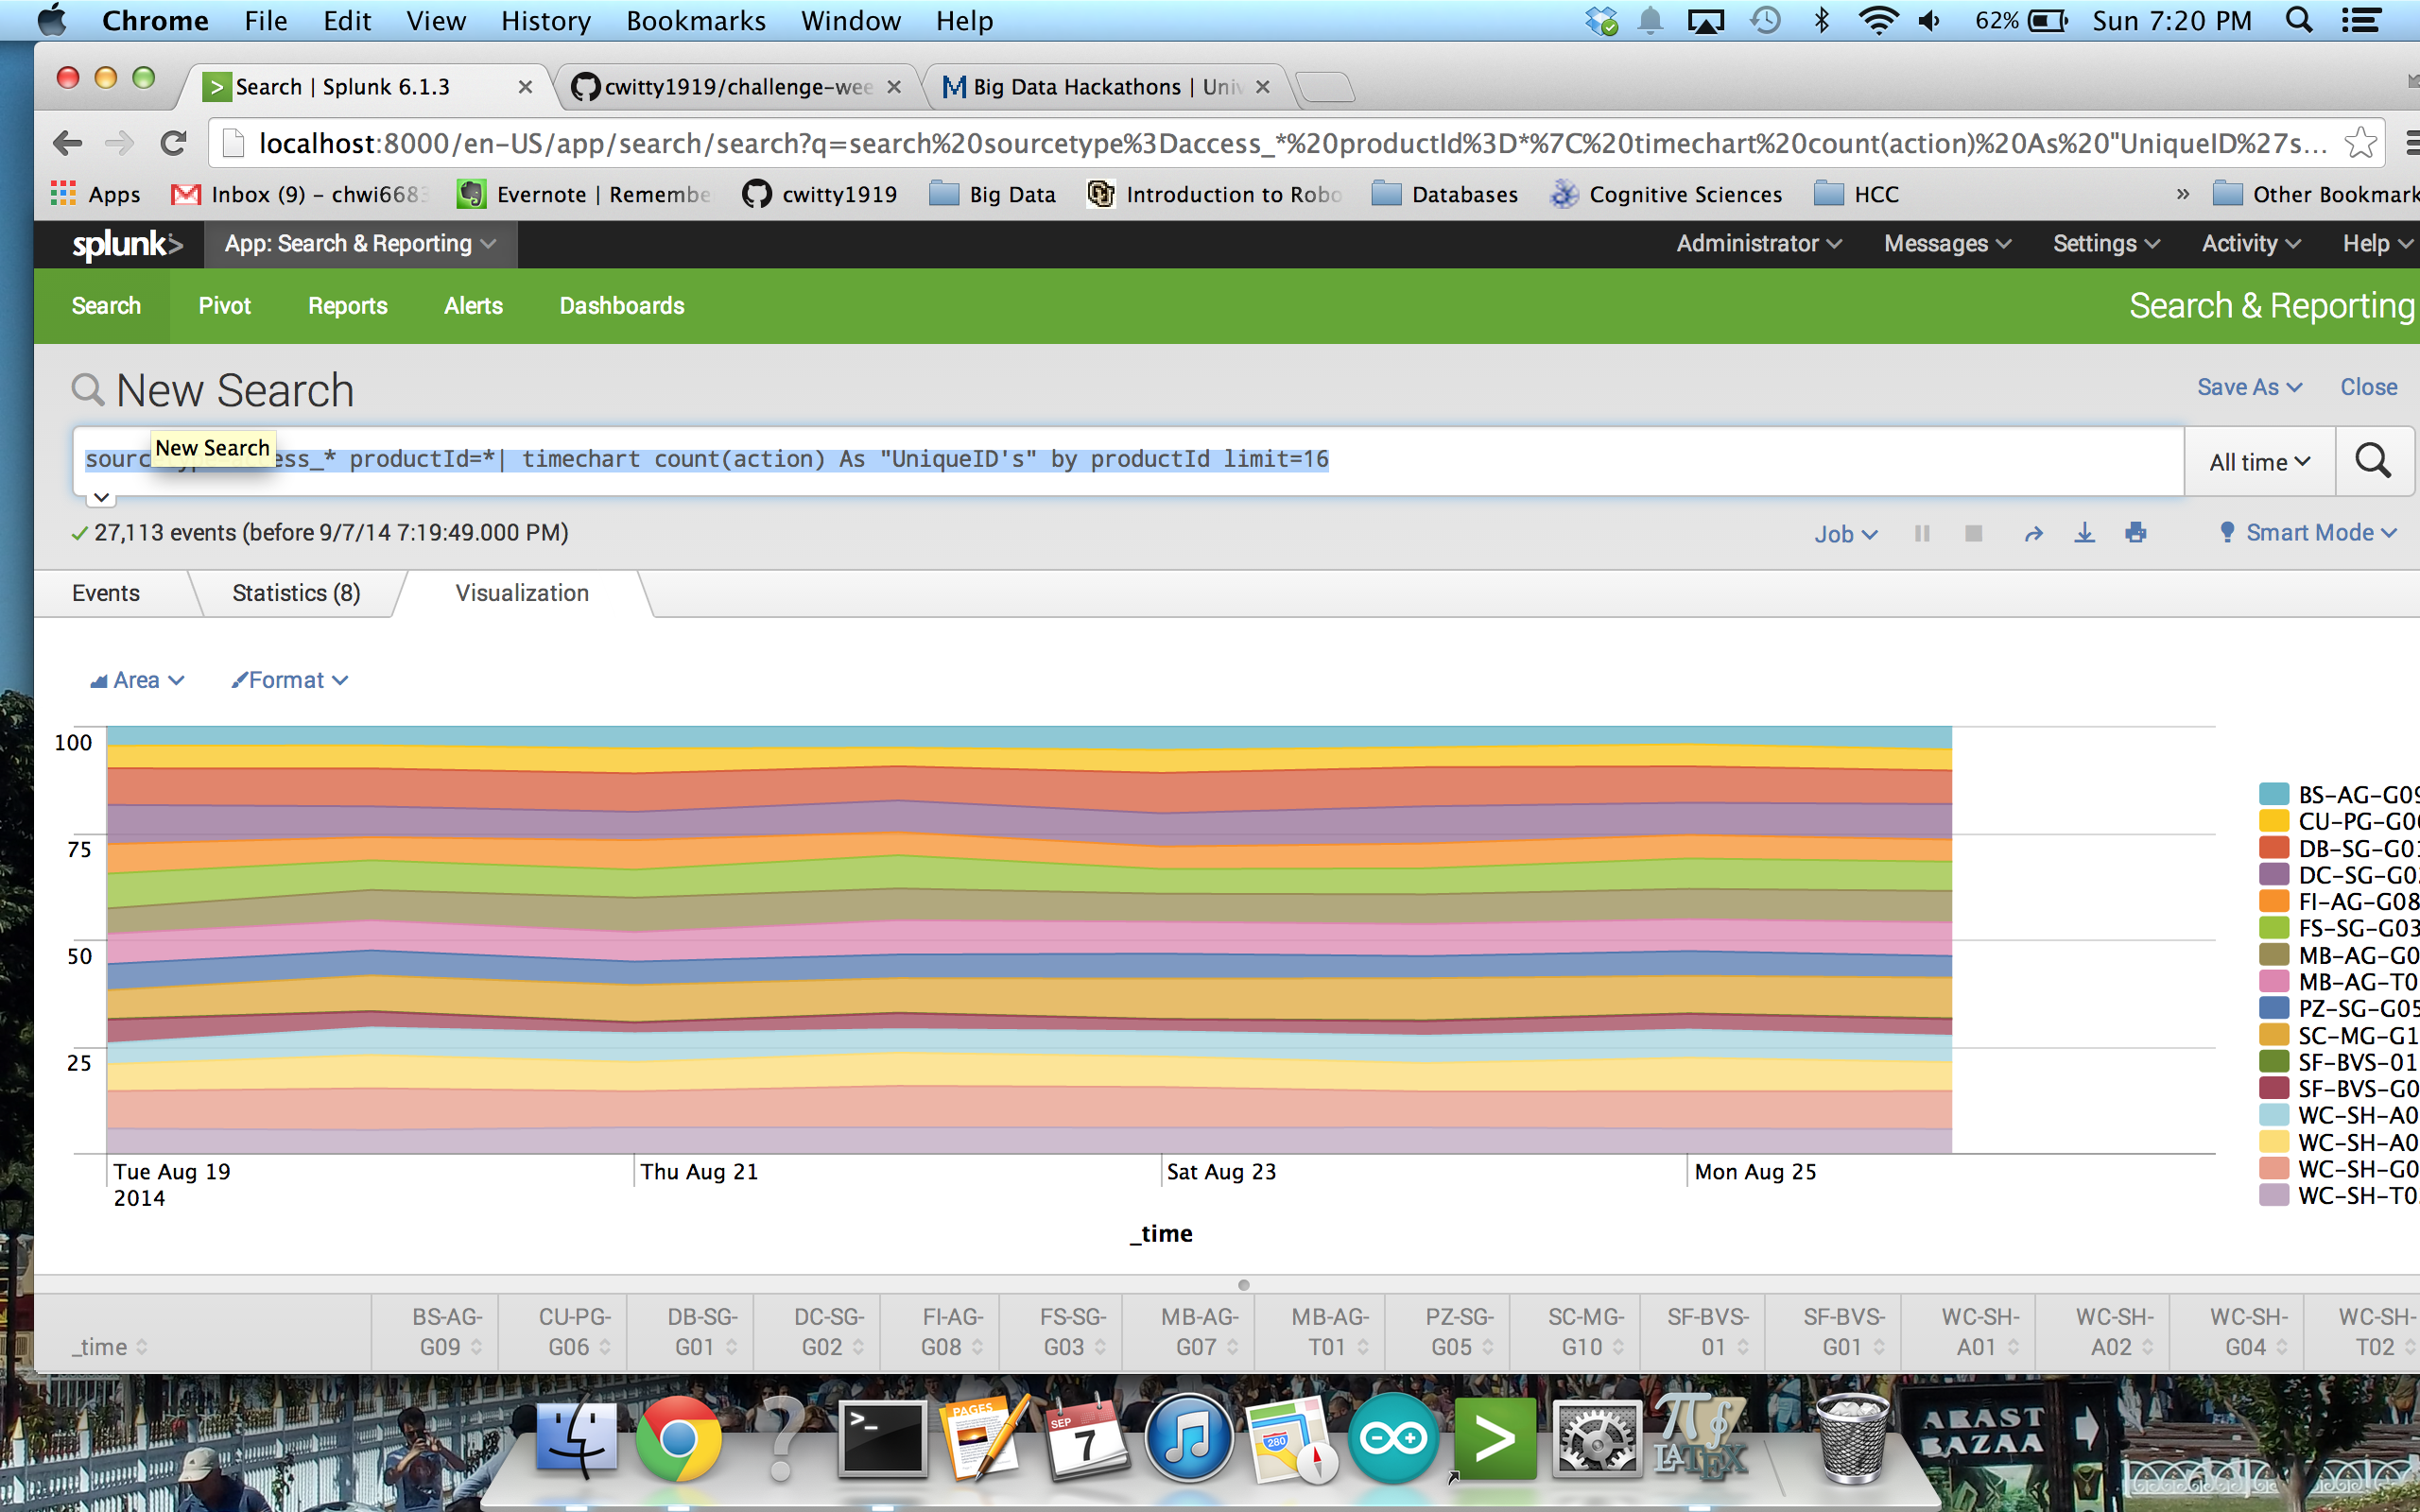 Chrome File Edit View History Bookmarks Window Help 62% Sun 7:20 PM
Search | Splunk 6.1.3 cwitty1919/challenge-wee Big Data Hackathons | Univ
localhost:8000/en-US/app/search/search?q=search%20sourcetype%3Daccess_*%20productId%3D*%7C%20timechart%20count(action)%20As%20"UniqueID%27s...
Apps Inbox (9) – chwi6683 Evernote | Remembe cwitty1919 Big Data Introduction to Robo Databases Cognitive Sciences HCC » Other Bookmark
splunk> App: Search & Reporting Administrator Messages Settings Activity Help
Search Pivot Reports Alerts Dashboards Search & Reporting
New Search Save As Close
New Search
sourc ess_* productId=*| timechart count(action) As "UniqueID's" by productId limit=16 All time
27,113 events (before 9/7/14 7:19:49.000 PM) Job Smart Mode
Events Statistics (8) Visualization
Area Format
100
75
50
25
BS-AG-G09
CU-PG-G06
DB-SG-G01
DC-SG-G02
FI-AG-G08
FS-SG-G03
MB-AG-G0
MB-AG-T0
PZ-SG-G05
SC-MG-G1
SF-BVS-01
SF-BVS-G0
WC-SH-A0
WC-SH-A0
WC-SH-G0
WC-SH-T0
Tue Aug 19 Thu Aug 21 Sat Aug 23 Mon Aug 25
2014
_time
_time BS-AG-G09 CU-PG-G06 DB-SG-G01 DC-SG-G02 FI-AG-G08 FS-SG-G03 MB-AG-G07 MB-AG-T01 PZ-SG-G05 SC-MG-G10 SF-BVS-01 SF-BVS-G01 WC-SH-A01 WC-SH-A02 WC-SH-G04 WC-SH-T02
PAGES SEP 7 280 LATEX
ARAST
BAZAA